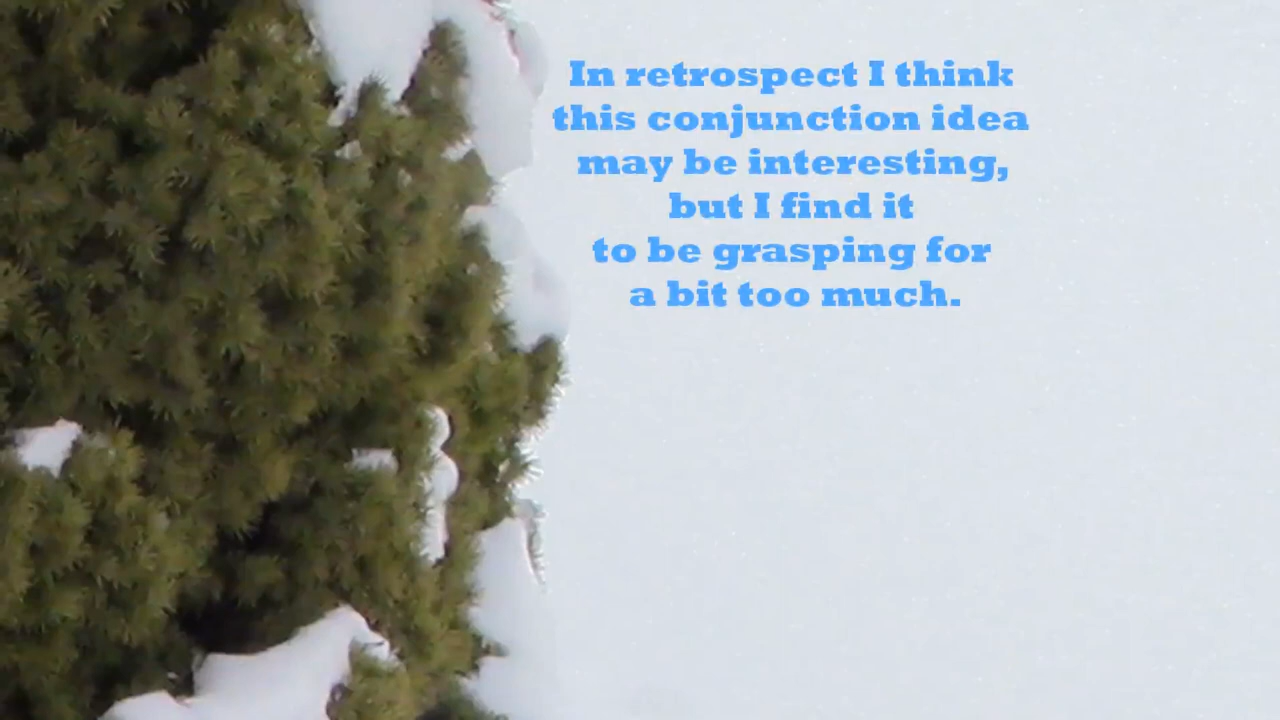 In retrospect I think
this conjunction idea
may be interesting,
but I find it
to be grasping for
a bit too much.